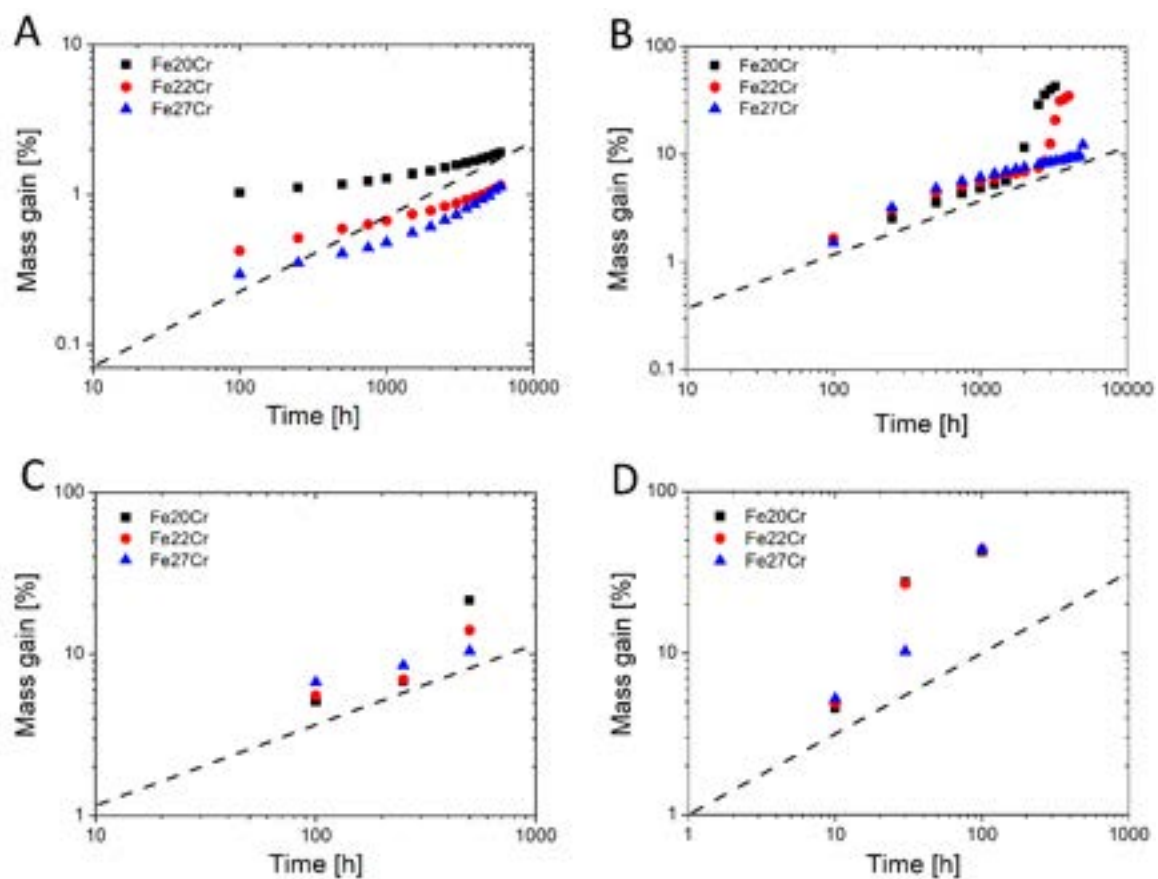 A
10
Fe20Cr
Fe22Cr
Fe27Cr
1
0.1
Mass gain [%]
10
100
1000
10000
Time [h]
B
100
Fe20Cr
Fe22Cr
Fe27Cr
10
1
0.1
Mass gain [%]
10
100
1000
10000
Time [h]
C
100
Fe20Cr
Fe22Cr
Fe27Cr
10
1
Mass gain [%]
10
100
1000
Time [h]
D
100
Fe20Cr
Fe22Cr
Fe27Cr
10
1
Mass gain [%]
1
10
100
1000
Time [h]